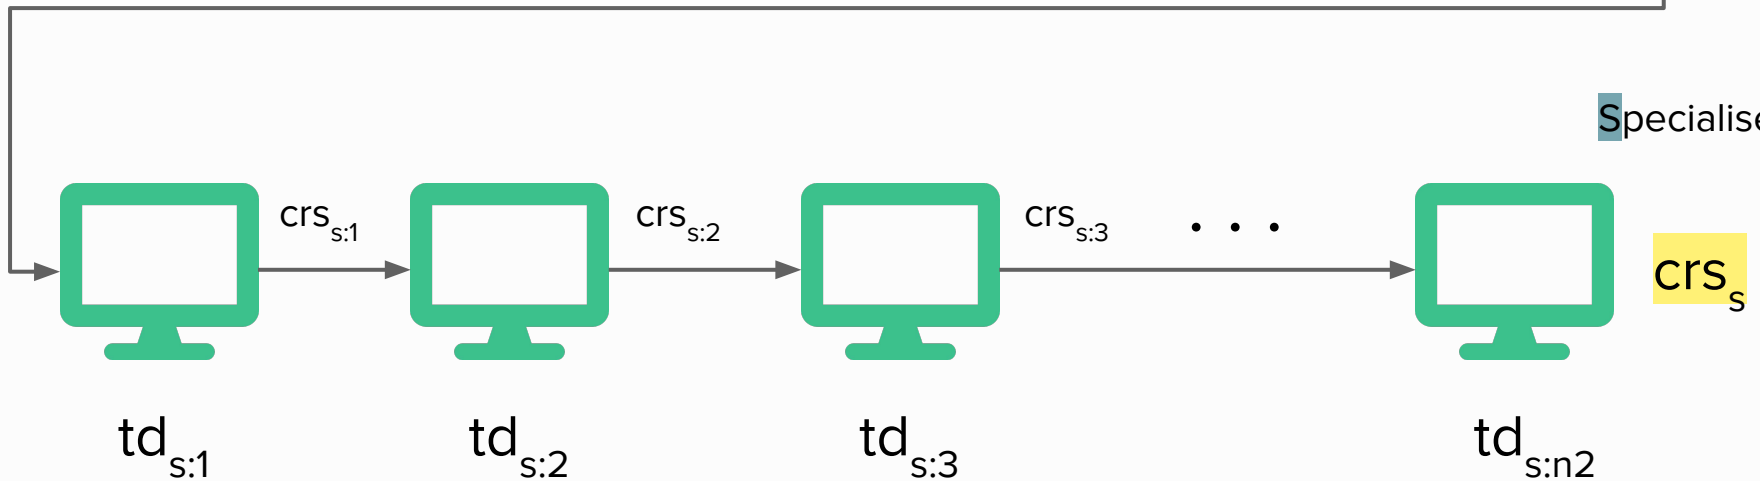 Specialise
crs s:1 crs s:2 crs s:3 . . .
crs s
td s:1 td s:2 td s:3 td s:n2